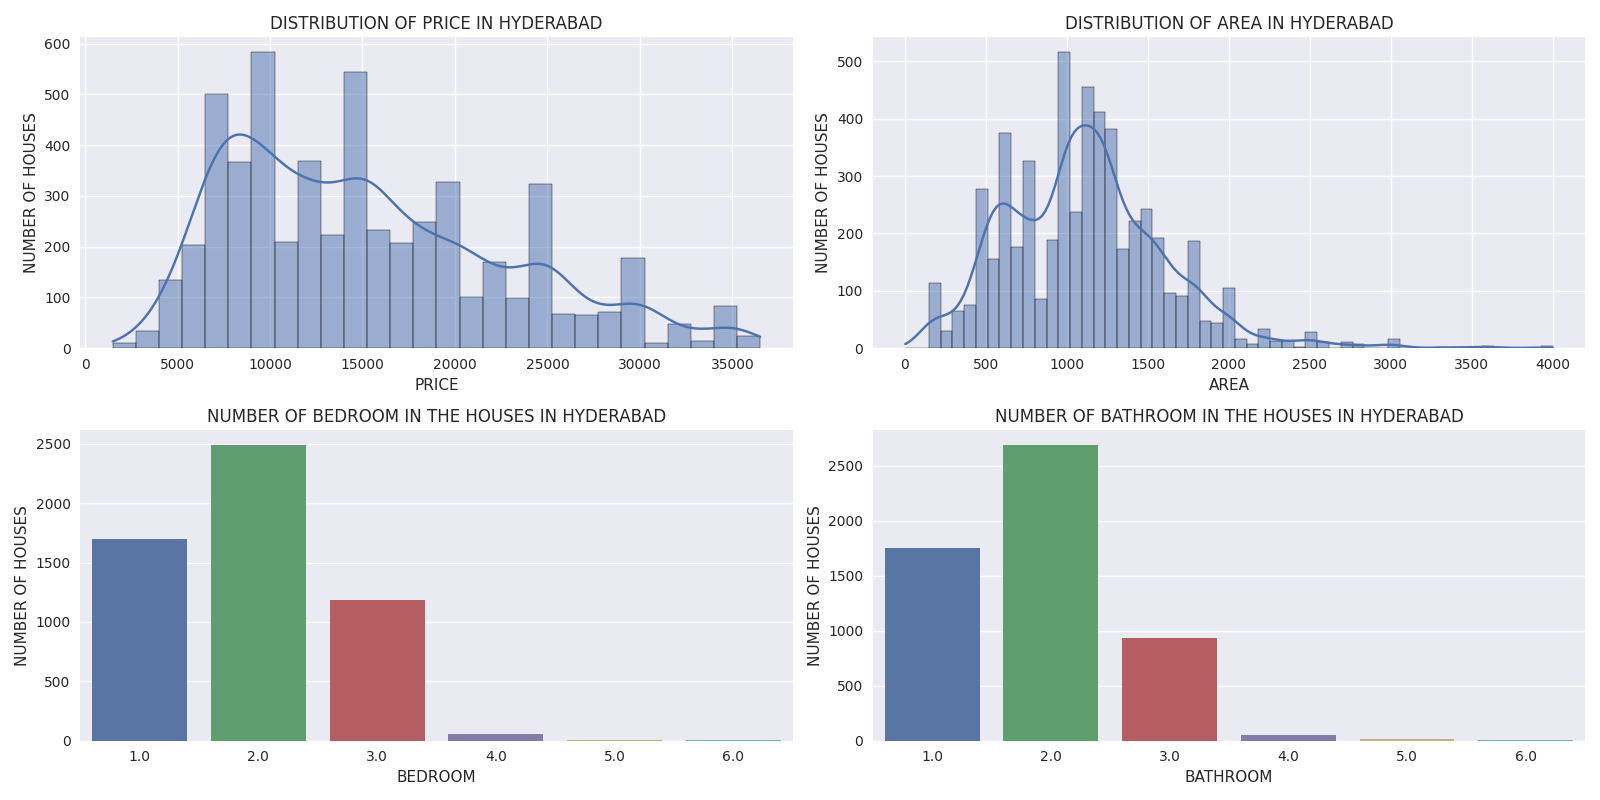 DISTRIBUTION OF PRICE IN HYDERABAD
NUMBER OF HOUSES
600
500
400
300
200
100
0
0 5000 10000 15000 20000 25000 30000 35000
PRICE
DISTRIBUTION OF AREA IN HYDERABAD
NUMBER OF HOUSES
500
400
300
200
100
0
0 500 1000 1500 2000 2500 3000 3500 4000
AREA
NUMBER OF BEDROOM IN THE HOUSES IN HYDERABAD
NUMBER OF HOUSES
2500
2000
1500
1000
500
0
1.0 2.0 3.0 4.0 5.0 6.0
BEDROOM
NUMBER OF BATHROOM IN THE HOUSES IN HYDERABAD
NUMBER OF HOUSES
2500
2000
1500
1000
500
0
1.0 2.0 3.0 4.0 5.0 6.0
BATHROOM